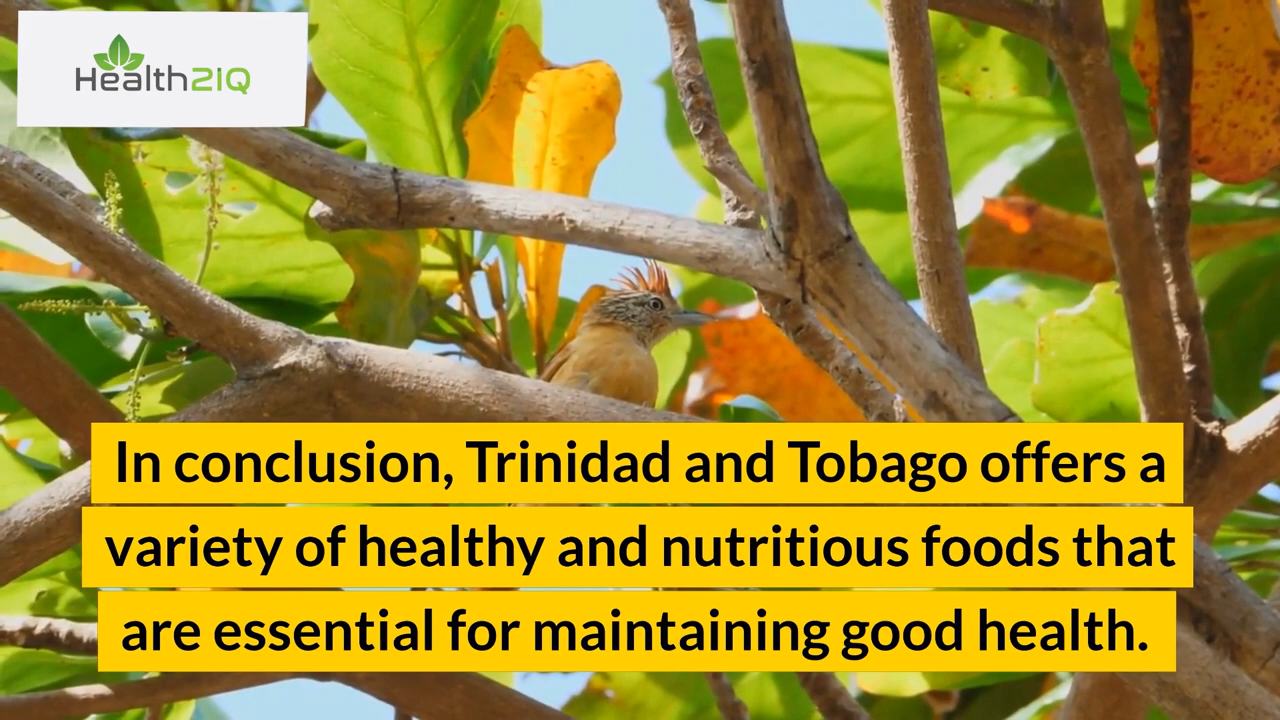 Health2IQ
In conclusion, Trinidad and Tobago offers a
variety of healthy and nutritious foods that
are essential for maintaining good health.